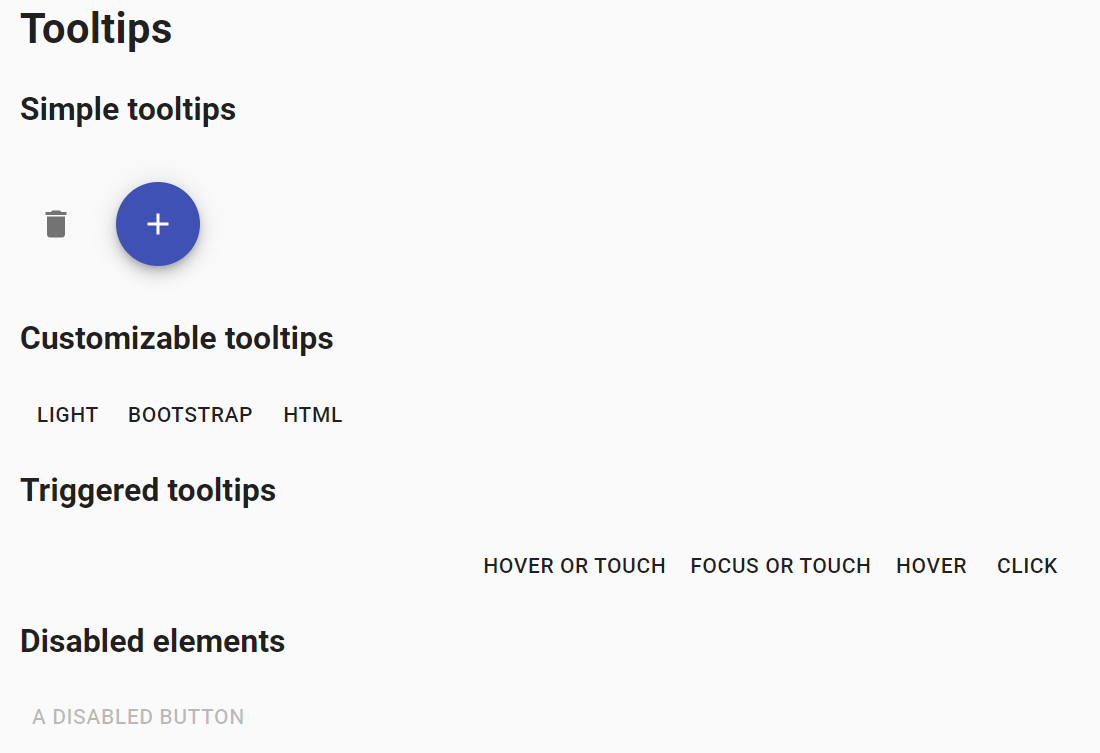 Tooltips
Simple tooltips
Customizable tooltips
LIGHT BOOTSTRAP HTML
Triggered tooltips
HOVER OR TOUCH FOCUS OR TOUCH HOVER CLICK
Disabled elements
A DISABLED BUTTON